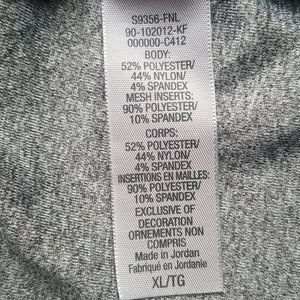 S9356-FNL
90-102012-KF
000000-C412
BODY:
52% POLYESTER/
44% NYLON/
4% SPANDEX
MESH INSERTS:
90% POLYESTER/
10% SPANDEX
CORPS:
52% POLYESTER/
44% NYLON/
4% SPANDEX
INSERTIONS EN MAILLES:
90% POLYESTER/
10% SPANDEX
EXCLUSIVE OF
DECORATION
ORNEMENTS NON
COMPRIS
Made in Jordan
Fabriqué en Jordanie
XL/TG